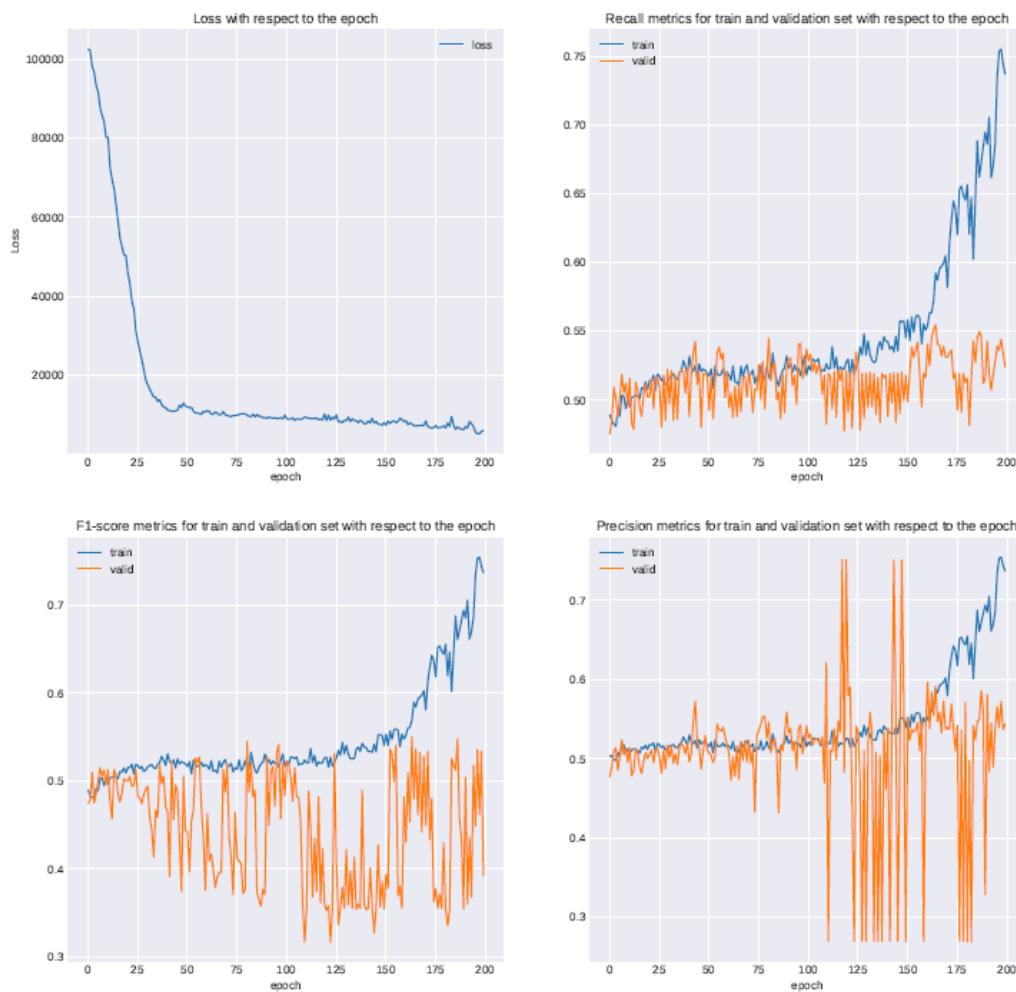 Loss with respect to the epoch
loss
100000
80000
60000
40000
20000
Loss
0 25 50 75 100 125 150 175 200
epoch
Recall metrics for train and validation set with respect to the epoch
train
valid
0.75
0.70
0.65
0.60
0.55
0.50
0 25 50 75 100 125 150 175 200
epoch
F1-score metrics for train and validation set with respect to the epoch
train
valid
0.7
0.6
0.5
0.4
0.3
0 25 50 75 100 125 150 175 200
epoch
Precision metrics for train and validation set with respect to the epoch
train
valid
0.7
0.6
0.5
0.4
0.3
0 25 50 75 100 125 150 175 200
epoch